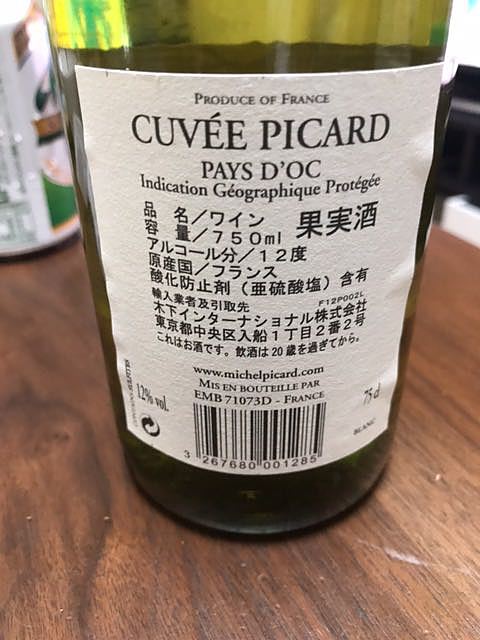 PRODUCE OF FRANCE
CUVÉE PICARD
PAYS D'OC
Indication Géographique Protégée
品 名／ワイン 果実酒
容 量／750ml
アルコール分／12度
原産国／フランス
酸化防止剤（亜硫酸塩）含有
輸入業者及引取先 F12P002L
木下インターナショナル株式会社
東京都中央区入船1丁目2番2号
これはお酒です。飲酒は20歳を過ぎてから。
www.michelpicard.com
MIS EN BOUTEILLE PAR
EMB 71073D - FRANCE
12% vol.
75 cl
BLANC
3 267680 001285